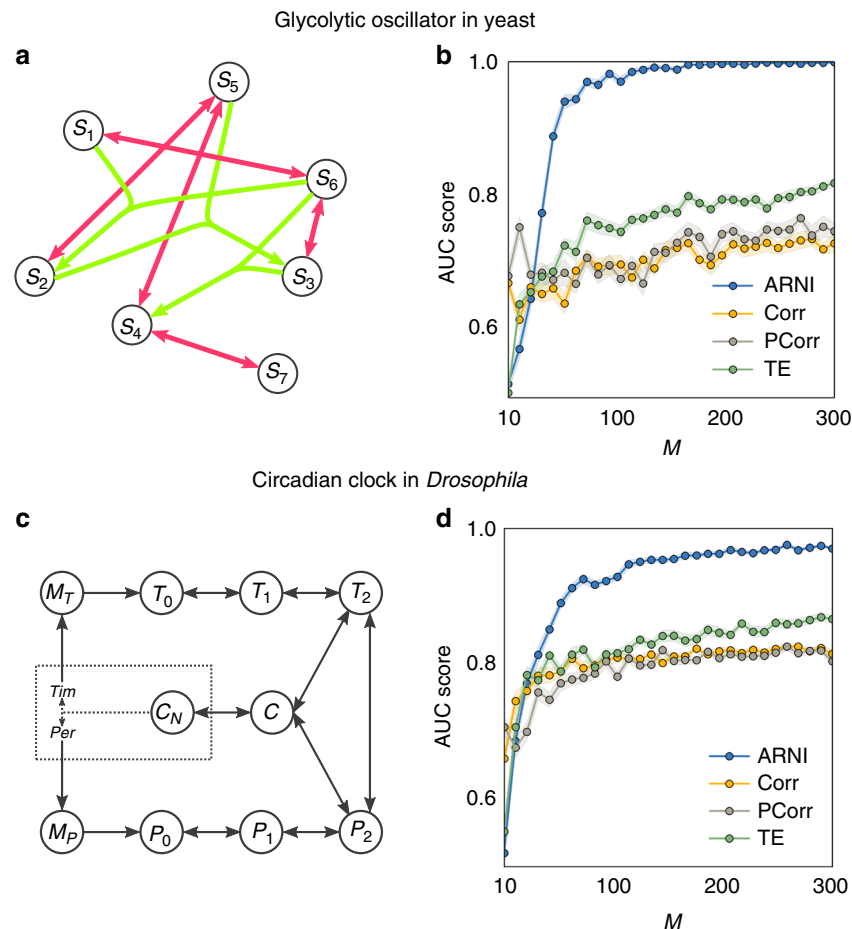 Glycolytic oscillator in yeast
a
S1
S5
S6
S2
S3
S4
S7
b
1.0
0.8
0.6
AUC score
ARNI
Corr
PCorr
TE
10
100
200
300
M
Circadian clock in Drosophila
c
MT
T0
T1
T2
Tim
Per
CN
C
MP
P0
P1
P2
d
1.0
0.8
0.6
AUC score
ARNI
Corr
PCorr
TE
10
100
200
300
M